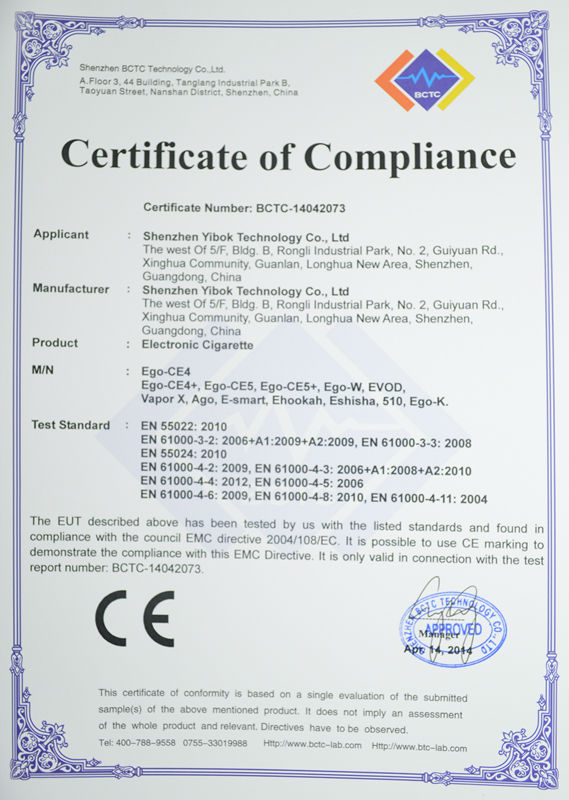 Shenzhen BCTC Technology Co.,Ltd.
A.Floor 3, 44 Building, Tanglang Industrial Park B,
Taoyuan Street, Nanshan District, Shenzhen, China
BCTC
Certificate of Compliance
Certificate Number: BCTC-14042073
Applicant : Shenzhen Yibok Technology Co., Ltd
The west Of 5/F, Bldg. B, Rongli Industrial Park, No. 2, Guiyuan Rd.,
Xinghua Community, Guanlan, Longhua New Area, Shenzhen,
Guangdong, China
Manufacturer : Shenzhen Yibok Technology Co., Ltd
The west Of 5/F, Bldg. B, Rongli Industrial Park, No. 2, Guiyuan Rd.,
Xinghua Community, Guanlan, Longhua New Area, Shenzhen,
Guangdong, China
Product : Electronic Cigarette
M/N : Ego-CE4
Ego-CE4+, Ego-CE5, Ego-CE5+, Ego-W, EVOD,
Vapor X, Ago, E-smart, Ehookah, Eshisha, 510, Ego-K.
Test Standard : EN 55022: 2010
EN 61000-3-2: 2006+A1:2009+A2:2009, EN 61000-3-3: 2008
EN 55024: 2010
EN 61000-4-2: 2009, EN 61000-4-3: 2006+A1:2008+A2:2010
EN 61000-4-4: 2012, EN 61000-4-5: 2006
EN 61000-4-6: 2009, EN 61000-4-8: 2010, EN 61000-4-11: 2004
The EUT described above has been tested by us with the listed standards and found in
compliance with the council EMC directive 2004/108/EC. It is possible to use CE marking to
demonstrate the compliance with this EMC Directive. It is only valid in connection with the test
report number: BCTC-14042073.
CE
SHENZHEN BCTC TECHNOLOGY CO.,LTD
APPROVED
Manager
Apr. 14, 2014
This certificate of conformity is based on a single evaluation of the submitted
sample(s) of the above mentioned product. It does not imply an assessment
of the whole product and relevant. Directives have to be observed.
Tel: 400-788-9558 0755-33019988 Http://www.bctc-lab.com Http://www.btc-lab.com